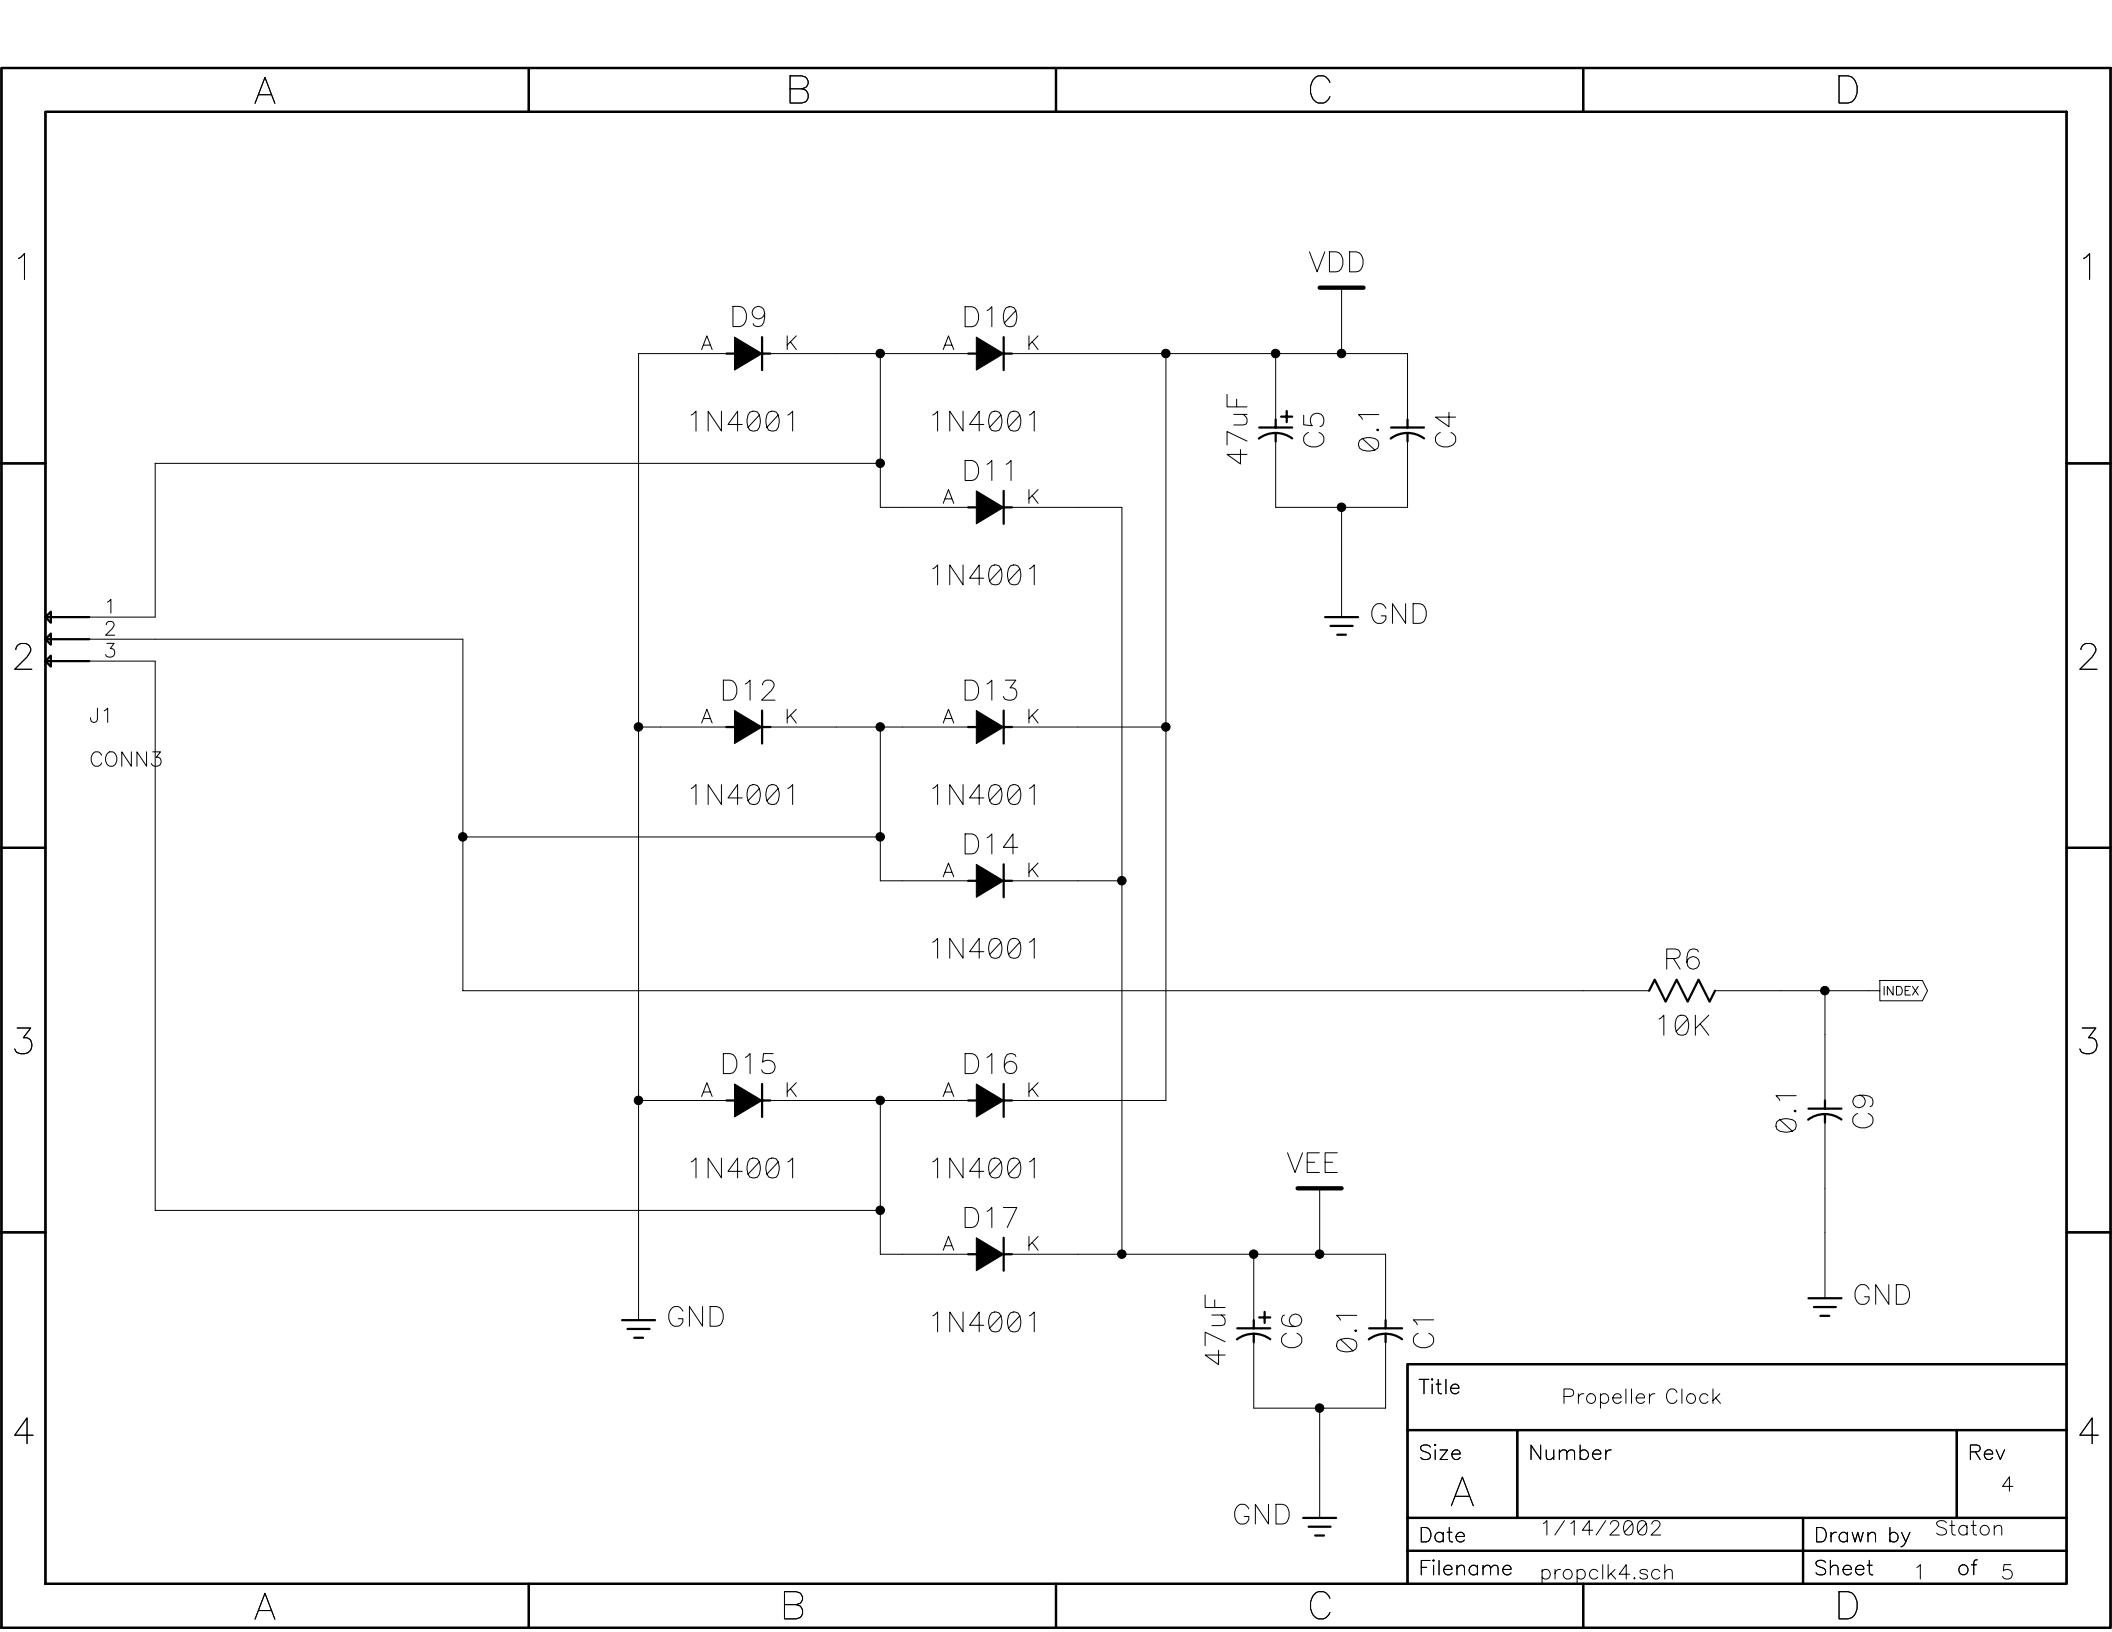 A B C D
1 1
VDD
D9 D10
A K A K
1N4001 1N4001
47uF C5 0.1 C4
+
D11
A K
1N4001
GND
1
2
3
2 2
J1
CONN3
D12 D13
A K A K
1N4001 1N4001
D14
A K
1N4001
R6
INDEX
10K
3 3
D15 D16
A K A K
1N4001 1N4001
0.1 C9
VEE
D17
A K
1N4001
GND
GND
47uF C6 0.1 C1
+
GND
4 4
Title Propeller Clock
Size Number Rev
A 4
Date 1/14/2002 Drawn by Staton
Filename propclk4.sch Sheet 1 of 5
A B C D